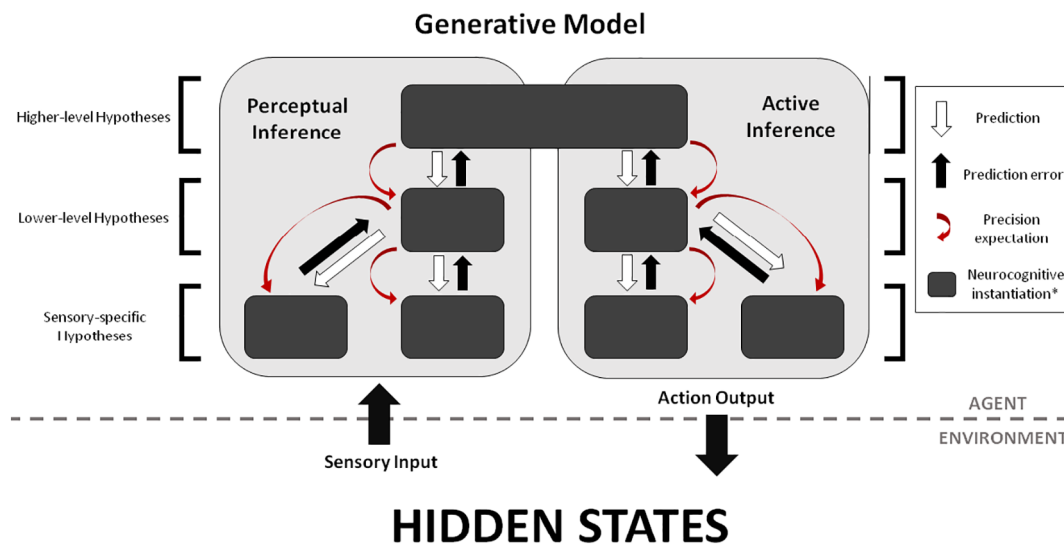 Generative Model
Higher-level Hypotheses
Perceptual
Inference
Active
Inference
Prediction
Prediction error
Precision
expectation
Neurocognitive
instantiation*
Lower-level Hypotheses
Sensory-specific
Hypotheses
Action Output
AGENT
ENVIRONMENT
Sensory Input
HIDDEN STATES